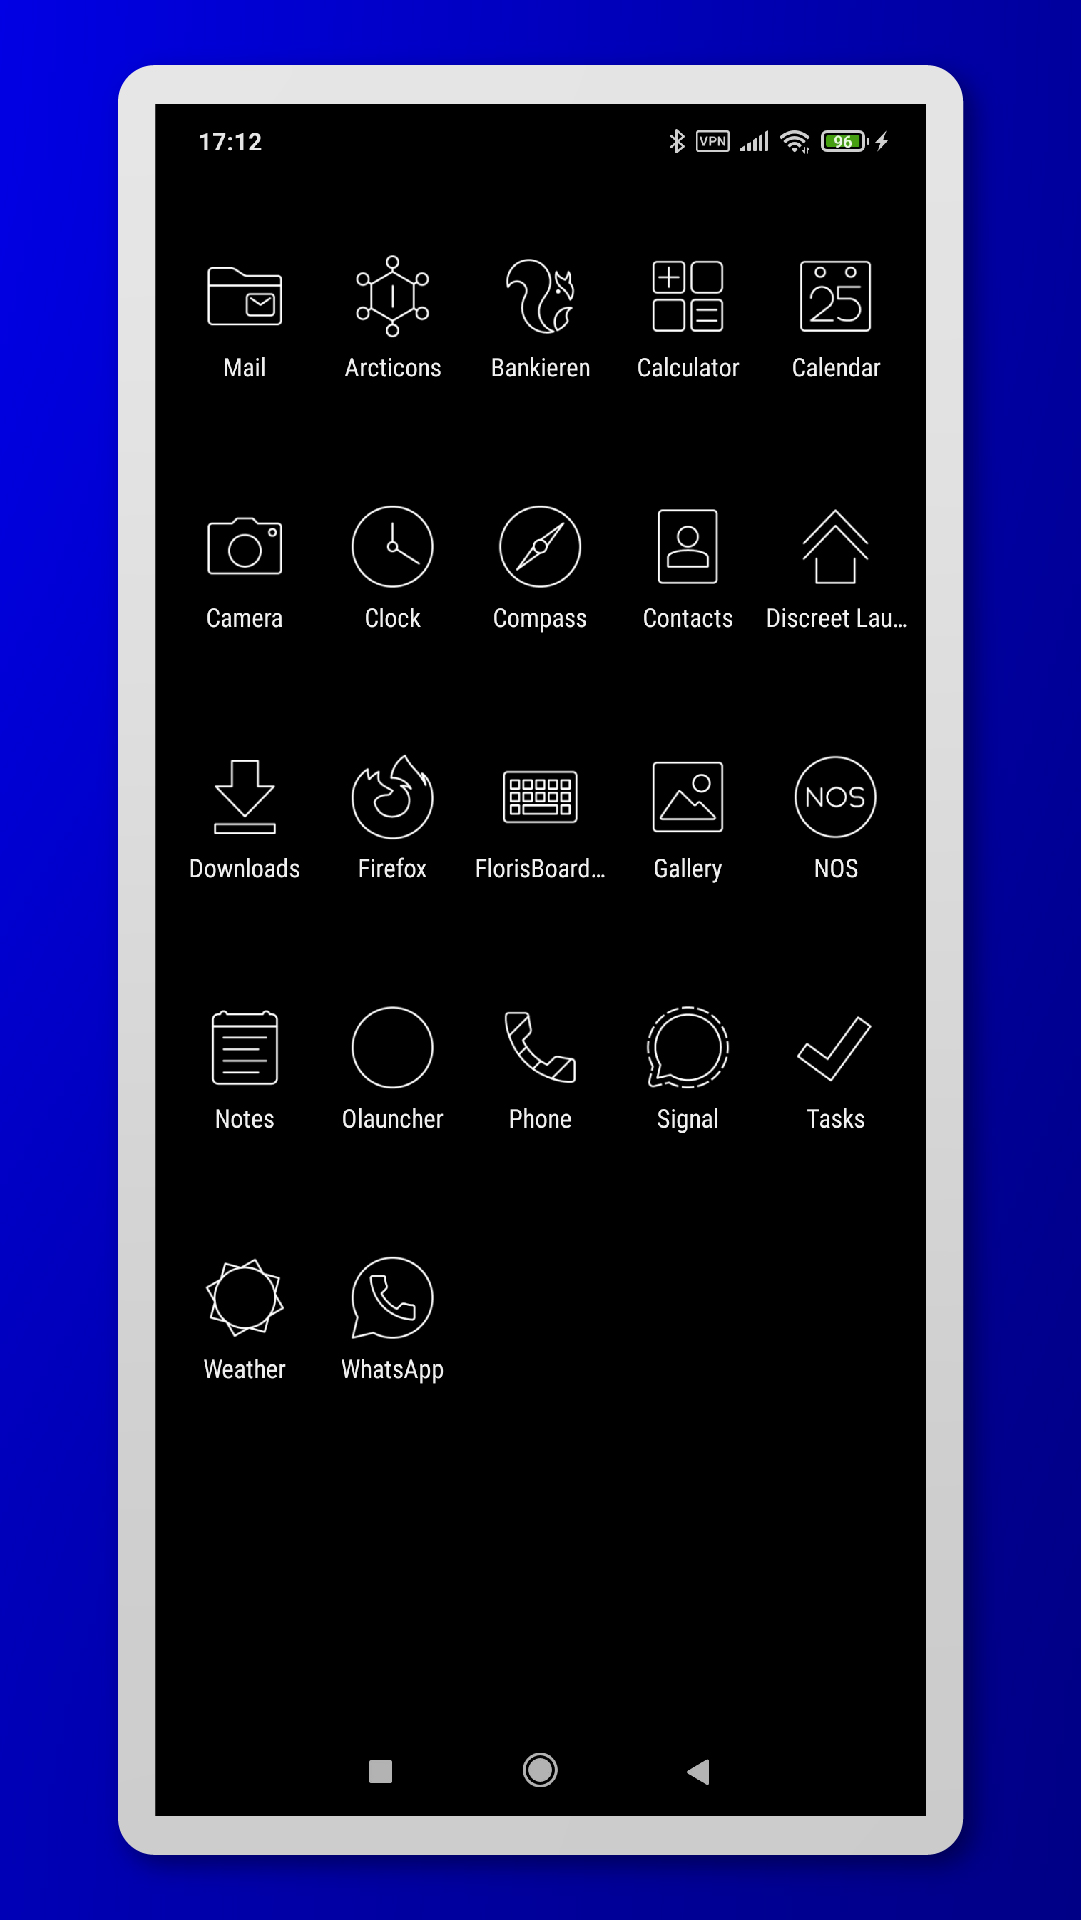 17:12 VPN 96
25
Mail Arcticons Bankieren Calculator Calendar
Camera Clock Compass Contacts Discreet Lau...
NOS
Downloads Firefox FlorisBoard... Gallery NOS
Notes Olauncher Phone Signal Tasks
Weather WhatsApp